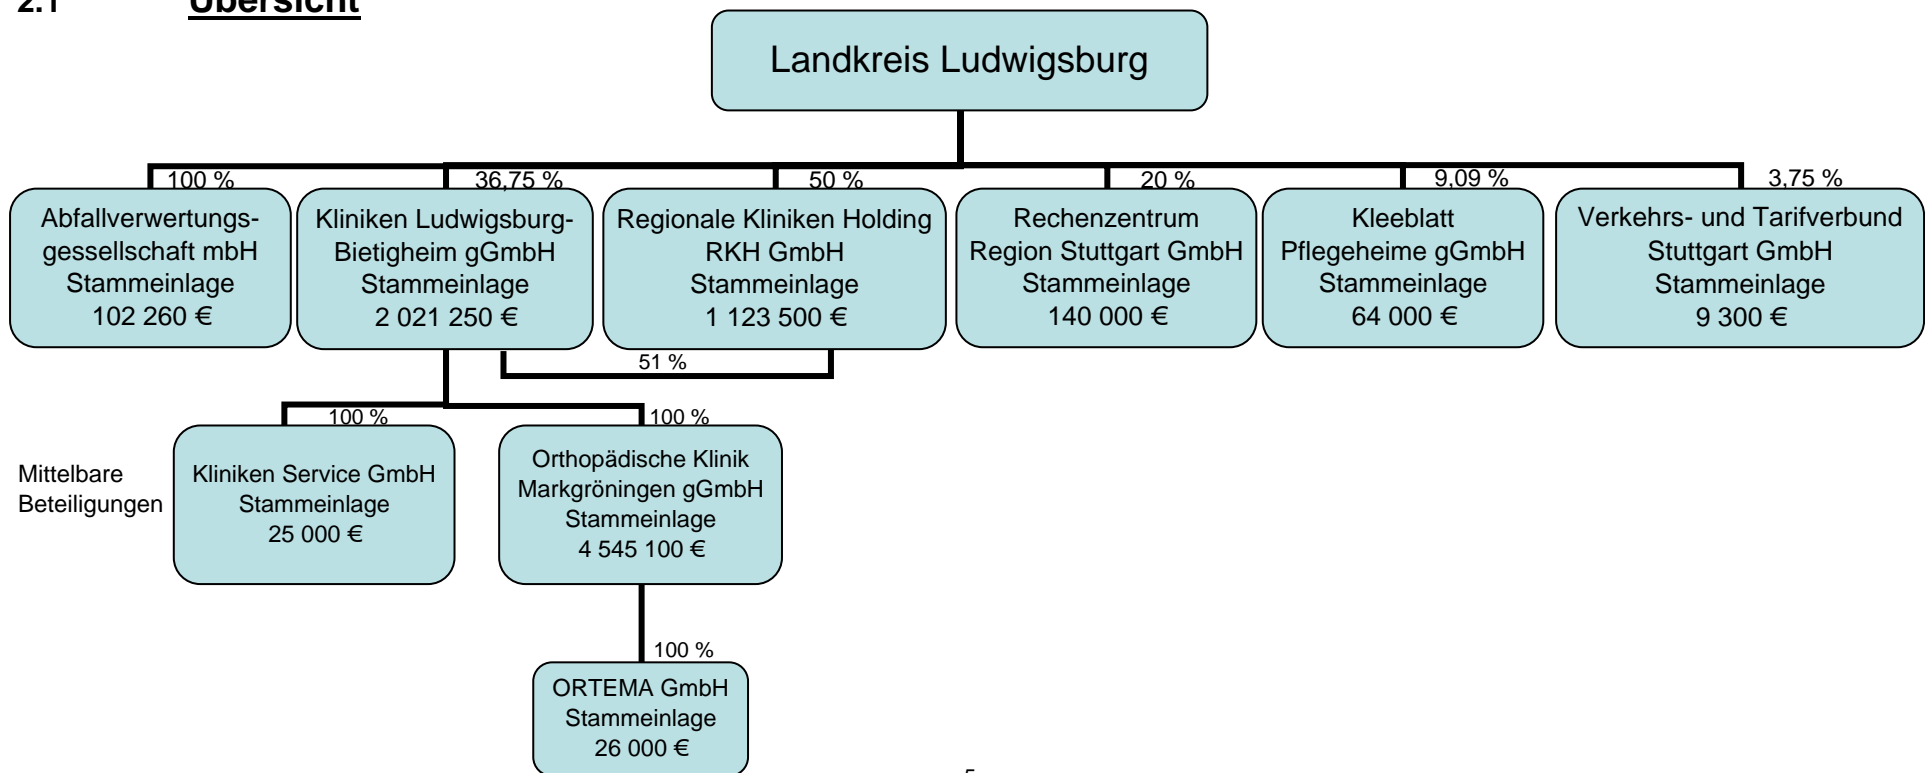 2.1 Übersicht
Landkreis Ludwigsburg
100 %
36,75 %
50 %
20 %
9,09 %
3,75 %
Abfallverwertungs-
gessellschaft mbH
Stammeinlage
102 260 €
Kliniken Ludwigsburg-
Bietigheim gGmbH
Stammeinlage
2 021 250 €
Regionale Kliniken Holding
RKH GmbH
Stammeinlage
1 123 500 €
Rechenzentrum
Region Stuttgart GmbH
Stammeinlage
140 000 €
Kleeblatt
Pflegeheime gGmbH
Stammeinlage
64 000 €
Verkehrs- und Tarifverbund
Stuttgart GmbH
Stammeinlage
9 300 €
51 %
100 %
100 %
Mittelbare
Beteiligungen
Kliniken Service GmbH
Stammeinlage
25 000 €
Orthopädische Klinik
Markgröningen gGmbH
Stammeinlage
4 545 100 €
100 %
ORTEMA GmbH
Stammeinlage
26 000 €
5